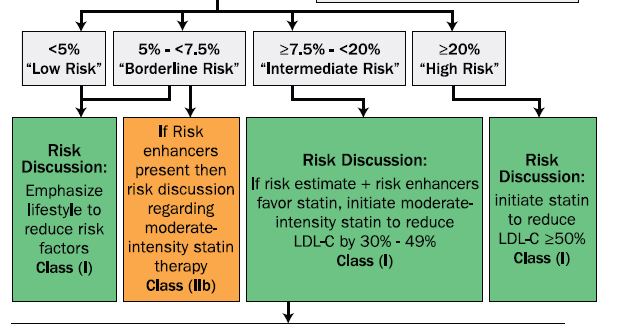 <5%
"Low Risk"
5% - <7.5%
"Borderline Risk"
≥7.5% - <20%
"Intermediate Risk"
≥20%
"High Risk"
Risk
Discussion:
Emphasize
lifestyle to
reduce risk
factors
Class (I)
If Risk
enhancers
present then
risk discussion
regarding
moderate-
intensity statin
therapy
Class (IIb)
Risk Discussion:
If risk estimate + risk enhancers
favor statin, initiate moderate-
intensity statin to reduce
LDL-C by 30% - 49%
Class (I)
Risk
Discussion:
initiate statin
to reduce
LDL-C ≥50%
Class (I)